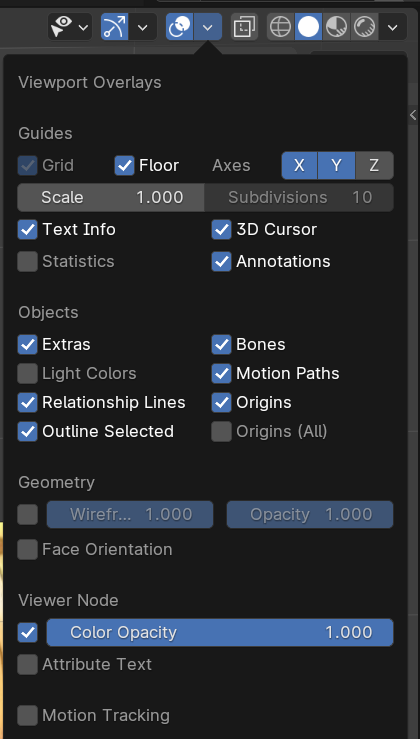 Viewport Overlays
Guides
Grid Floor Axes X Y Z
Scale 1.000 Subdivisions 10
Text Info 3D Cursor
Statistics Annotations
Objects
Extras Bones
Light Colors Motion Paths
Relationship Lines Origins
Outline Selected Origins (All)
Geometry
Wirefr... 1.000 Opacity 1.000
Face Orientation
Viewer Node
Color Opacity 1.000
Attribute Text
Motion Tracking